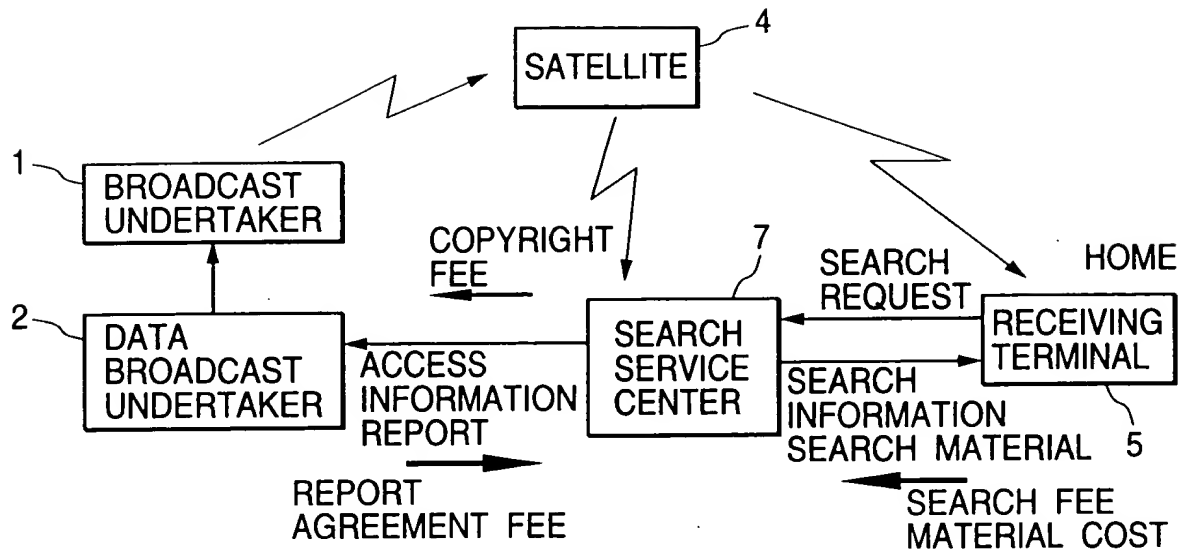 4
SATELLITE
1
BROADCAST
UNDERTAKER
COPYRIGHT
FEE
7
SEARCH
REQUEST
HOME
2
DATA
BROADCAST
UNDERTAKER
ACCESS
INFORMATION
REPORT
SEARCH
SERVICE
CENTER
RECEIVING
TERMINAL
SEARCH
INFORMATION
SEARCH MATERIAL
5
REPORT
AGREEMENT FEE
SEARCH FEE
MATERIAL COST